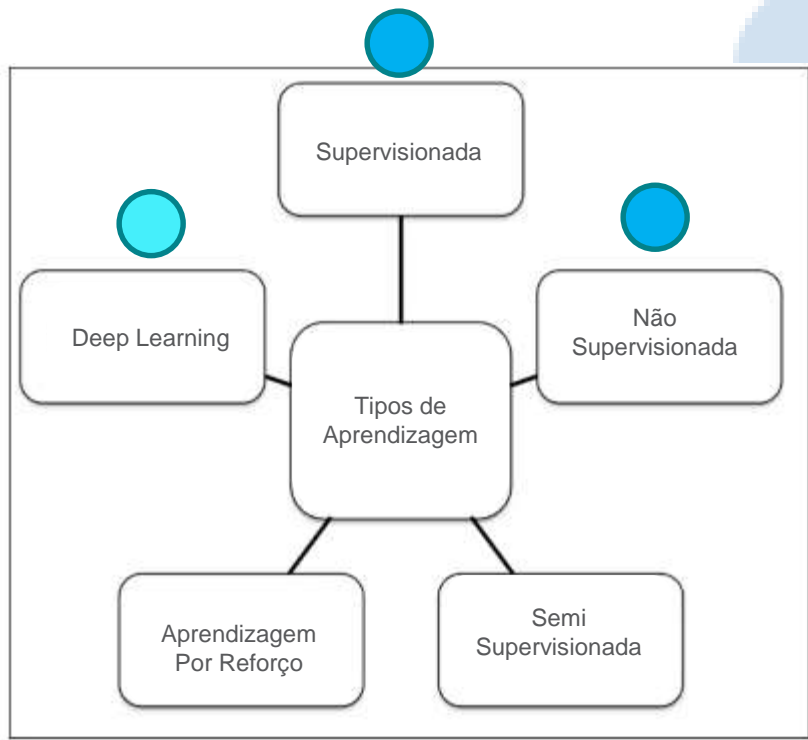 Supervisionada
Deep Learning
Não
Supervisionada
Tipos de
Aprendizagem
Aprendizagem
Por Reforço
Semi
Supervisionada